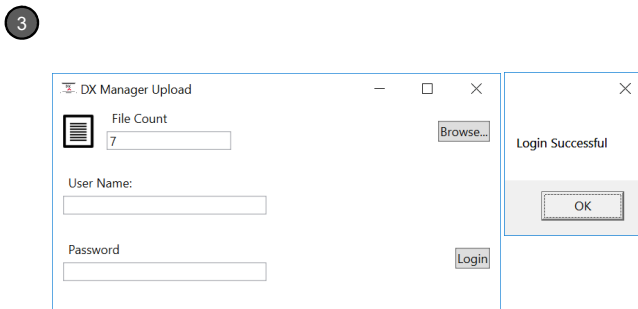 3
DX Manager Upload
File Count
7
Browse...
Login Successful
User Name:
OK
Password
Login